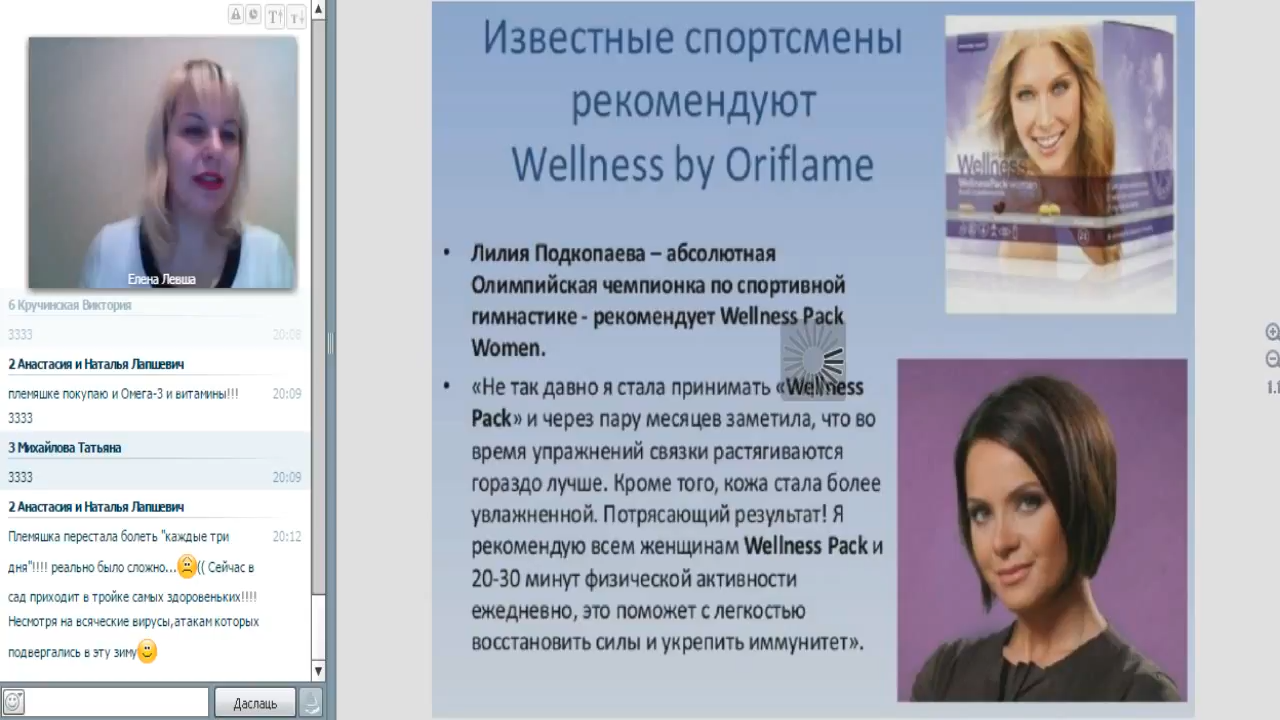 Елена Левша
6 Кручинская Виктория
3333 20:08
2 Анастасия и Наталья Лапшевич
племяшке покупаю и Омега-3 и витамины!!! 20:09
3333
3 Михайлова Татьяна
3333 20:09
2 Анастасия и Наталья Лапшевич
Племяшка перестала болеть "каждые три 20:12
дня"!!!! реально было сложно...(( Сейчас в
сад приходит в тройке самых здоровеньких!!!!
Несмотря на всяческие вирусы,атакам которых
подвергались в эту зиму
Даслаць
Известные спортсмены
рекомендуют
Wellness by Oriflame
• Лилия Подкопаева – абсолютная
Олимпийская чемпионка по спортивной
гимнастике - рекомендует Wellness Pack
Women.
• «Не так давно я стала принимать «Wellness
Pack» и через пару месяцев заметила, что во
время упражнений связки растягиваются
гораздо лучше. Кроме того, кожа стала более
увлажненной. Потрясающий результат! Я
рекомендую всем женщинам Wellness Pack и
20-30 минут физической активности
ежедневно, это поможет с легкостью
восстановить силы и укрепить иммунитет».
Wellness
WellnessPack woman